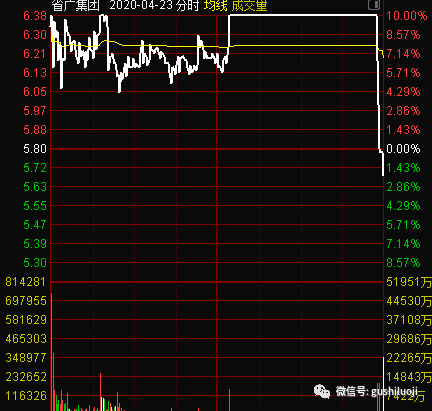 省广集团 2020-04-23 分时 均线 成交量
6.38 10.00%
6.30 8.57%
6.21 7.14%
6.13 5.71%
6.05 4.29%
5.97 2.86%
5.88 1.43%
5.80 0.00%
5.72 1.43%
5.63 2.86%
5.55 4.29%
5.47 5.71%
5.39 7.14%
5.30 8.57%
814281 51951万
697955 44530万
581629 37108万
465303 29686万
348977 22265万
232652 14843万
116326
微信号: gushiluoji